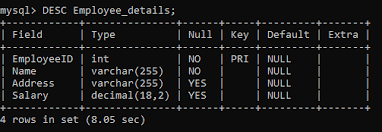 mysql> DESC Employee_details;
+------------+---------------+------+-----+---------+-------+
| Field      | Type          | Null | Key | Default | Extra |
+------------+---------------+------+-----+---------+-------+
| EmployeeID | int           | NO   | PRI | NULL    |       |
| Name       | varchar(255)  | NO   |     | NULL    |       |
| Address    | varchar(255)  | YES  |     | NULL    |       |
| Salary     | decimal(18,2) | YES  |     | NULL    |       |
+------------+---------------+------+-----+---------+-------+
4 rows in set (8.05 sec)